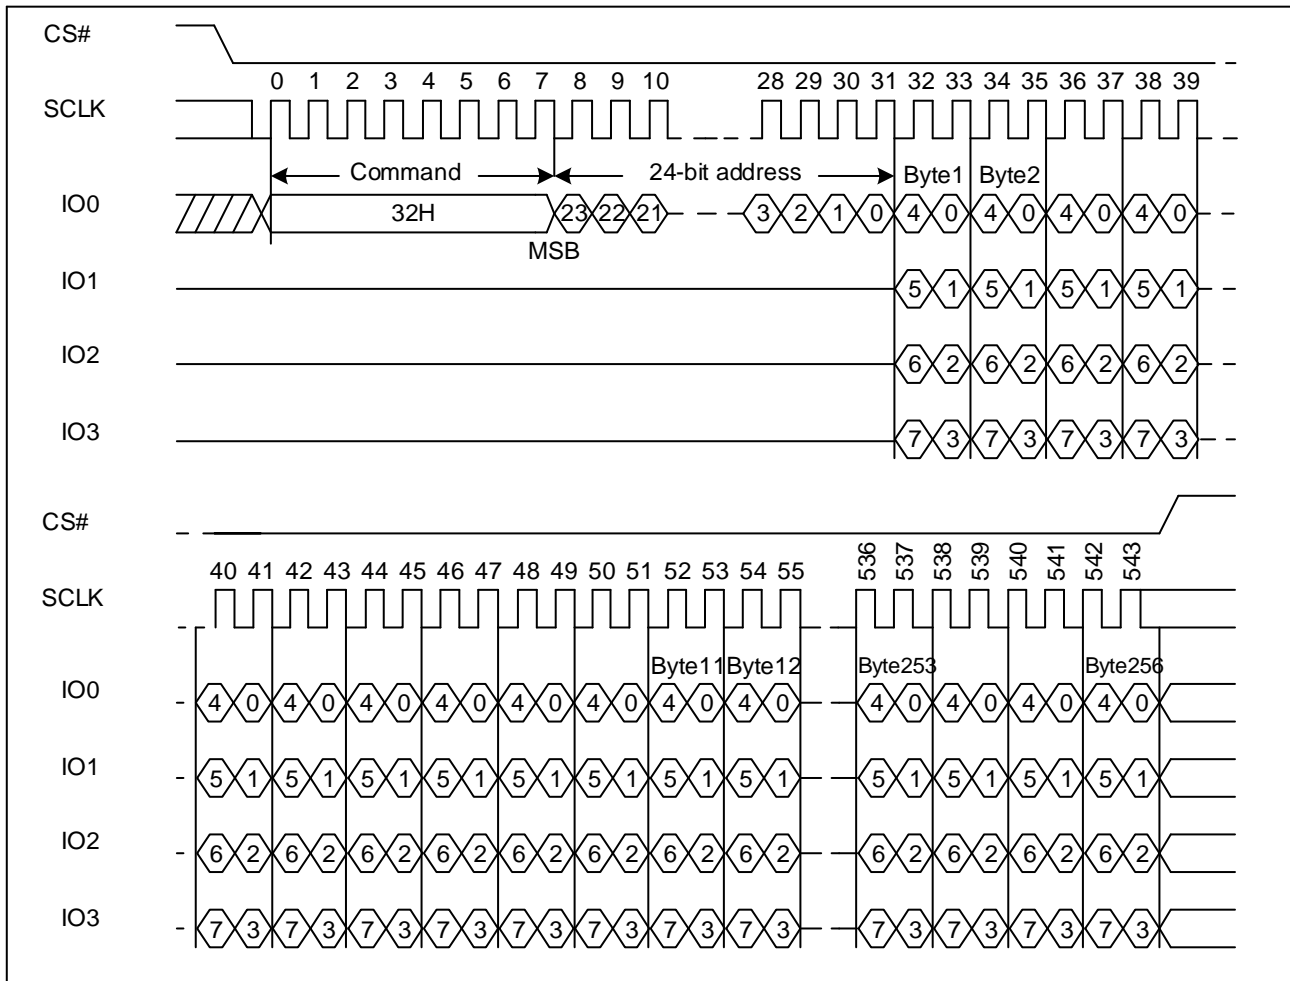 CS#
0 1 2 3 4 5 6 7 8 9 10 28 29 30 31 32 33 34 35 36 37 38 39
SCLK
Command 24-bit address Byte1 Byte2
IO0 32H 23 22 21 3 2 1 0 4 0 4 0 4 0 4 0
MSB
IO1 5 1 5 1 5 1 5 1
IO2 6 2 6 2 6 2 6 2
IO3 7 3 7 3 7 3 7 3
CS#
40 41 42 43 44 45 46 47 48 49 50 51 52 53 54 55 536 537 538 539 540 541 542 543
SCLK
Byte11 Byte12 Byte253 Byte256
IO0 4 0 4 0 4 0 4 0 4 0 4 0 4 0 4 0 4 0 4 0 4 0 4 0
IO1 5 1 5 1 5 1 5 1 5 1 5 1 5 1 5 1 5 1 5 1 5 1 5 1
IO2 6 2 6 2 6 2 6 2 6 2 6 2 6 2 6 2 6 2 6 2 6 2 6 2
IO3 7 3 7 3 7 3 7 3 7 3 7 3 7 3 7 3 7 3 7 3 7 3 7 3